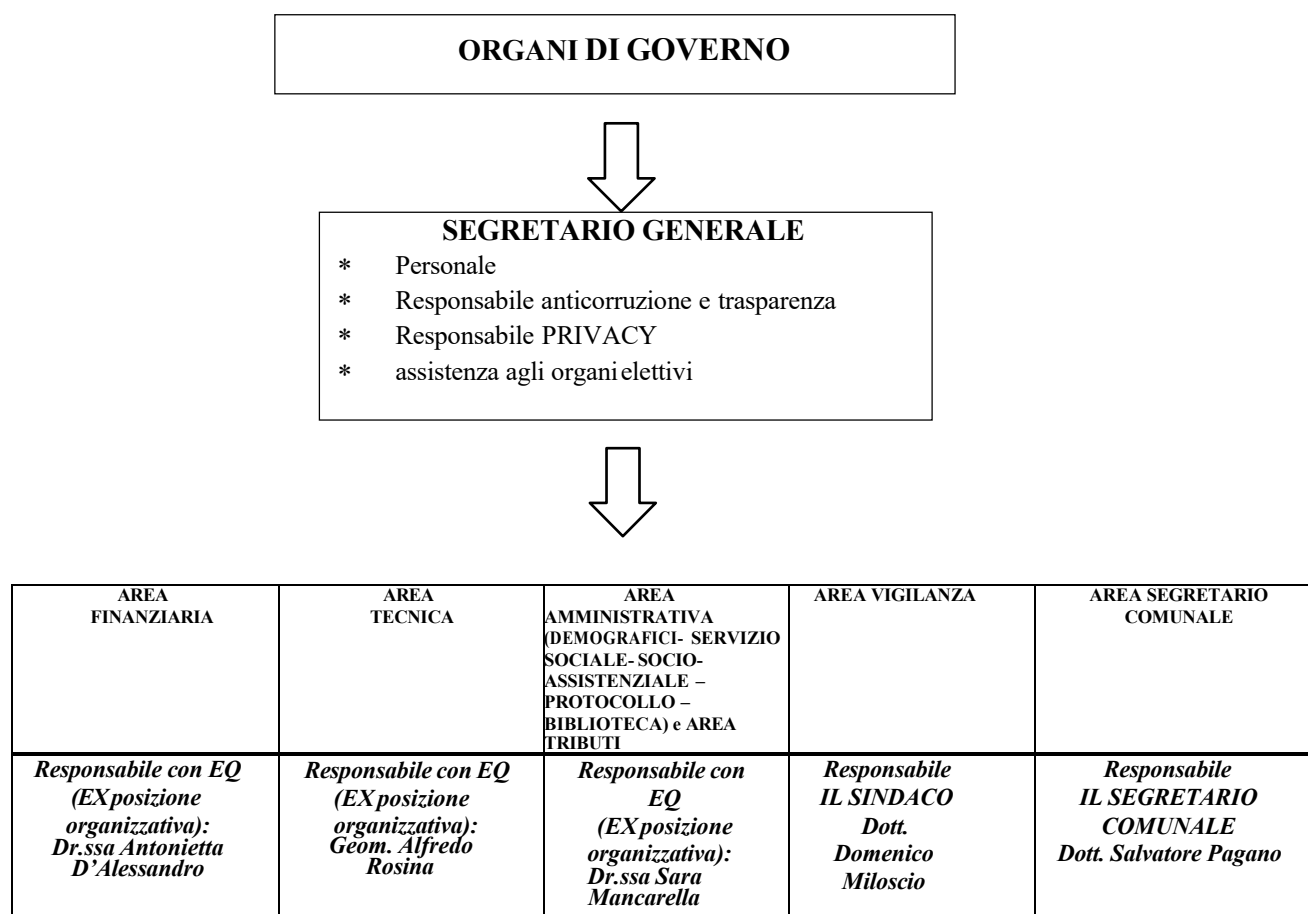 ORGANI DI GOVERNO
SEGRETARIO GENERALE
* Personale
* Responsabile anticorruzione e trasparenza
* Responsabile PRIVACY
* assistenza agli organi elettivi
AREA
FINANZIARIA
AREA
TECNICA
AREA
AMMINISTRATIVA
(DEMOGRAFICI- SERVIZIO
SOCIALE- SOCIO-
ASSISTENZIALE –
PROTOCOLLO –
BIBLIOTECA) e AREA
TRIBUTI
AREA VIGILANZA
AREA SEGRETARIO
COMUNALE
Responsabile con EQ
(EX posizione
organizzativa):
Dr.ssa Antonietta
D’Alessandro
Responsabile con EQ
(EX posizione
organizzativa):
Geom. Alfredo
Rosina
Responsabile con
EQ
(EX posizione
organizzativa):
Dr.ssa Sara
Mancarella
Responsabile
IL SINDACO
Dott.
Domenico
Miloscio
Responsabile
IL SEGRETARIO
COMUNALE
Dott. Salvatore Pagano